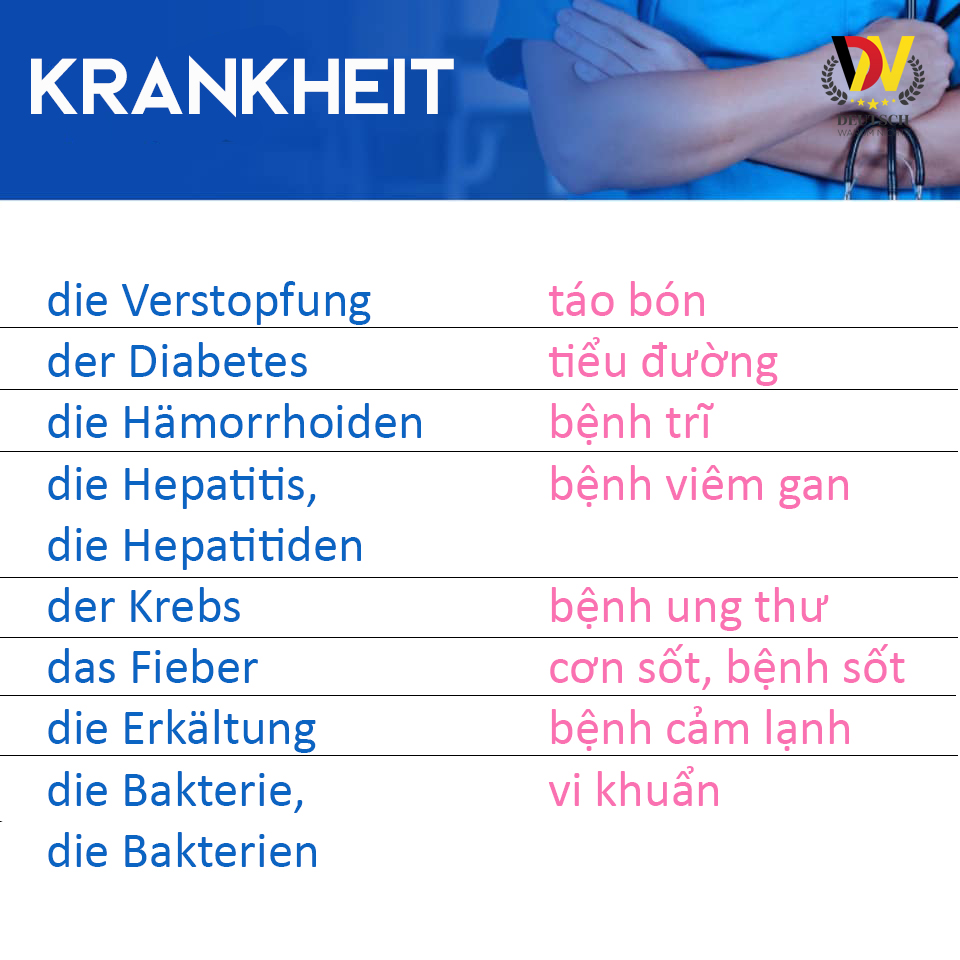 KRANKHEIT
DEUTSCH
die Verstopfung táo bón
der Diabetes tiểu đường
die Hämorrhoiden bệnh trĩ
die Hepatitis, bệnh viêm gan
die Hepatitiden
der Krebs bệnh ung thư
das Fieber cơn sốt, bệnh sốt
die Erkältung bệnh cảm lạnh
die Bakterie, vi khuẩn
die Bakterien